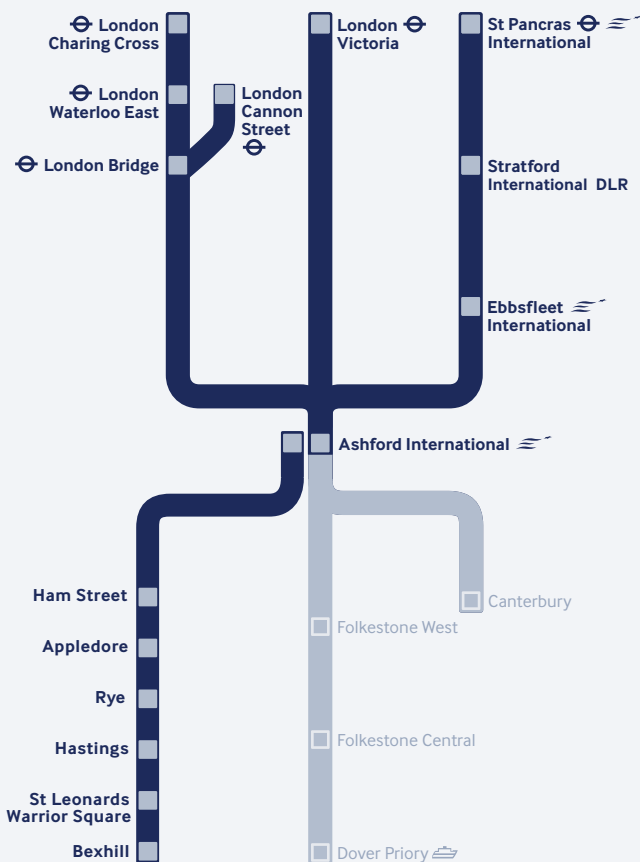 London
Charing Cross
London
Victoria
St Pancras
International
London
Waterloo East
London
Cannon
Street
London Bridge
Stratford
International DLR
Ebbsfleet
International
Ashford International
Ham Street
Canterbury
Folkestone West
Appledore
Rye
Folkestone Central
Hastings
St Leonards
Warrior Square
Bexhill
Dover Priory